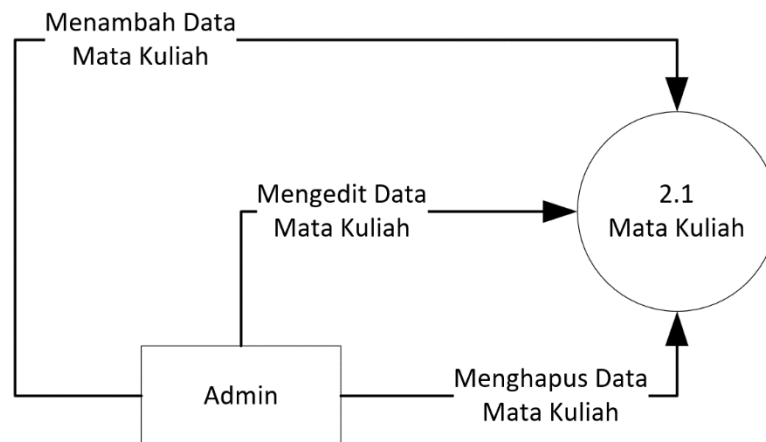 Menambah Data
Mata Kuliah
Mengedit Data
Mata Kuliah
2.1
Mata Kuliah
Admin
Menghapus Data
Mata Kuliah